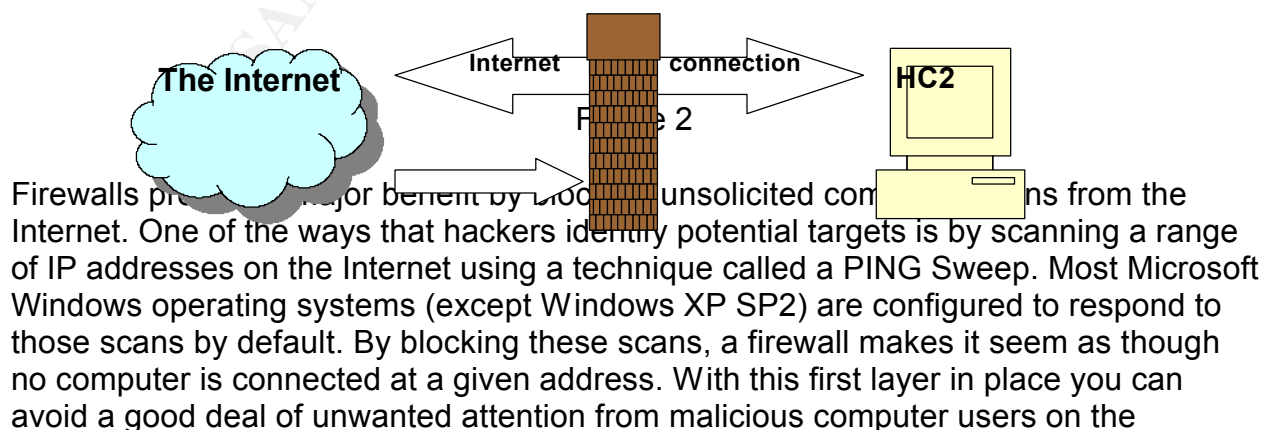 The Internet
Internet connection
HC2
2
Firewalls benefit by unsolicited from the
Internet. One of the ways that hackers identify potential targets is by scanning a range
of IP addresses on the Internet using a technique called a PING Sweep. Most Microsoft
Windows operating systems (except Windows XP SP2) are configured to respond to
those scans by default. By blocking these scans, a firewall makes it seem as though
no computer is connected at a given address. With this first layer in place you can
avoid a good deal of unwanted attention from malicious computer users on the